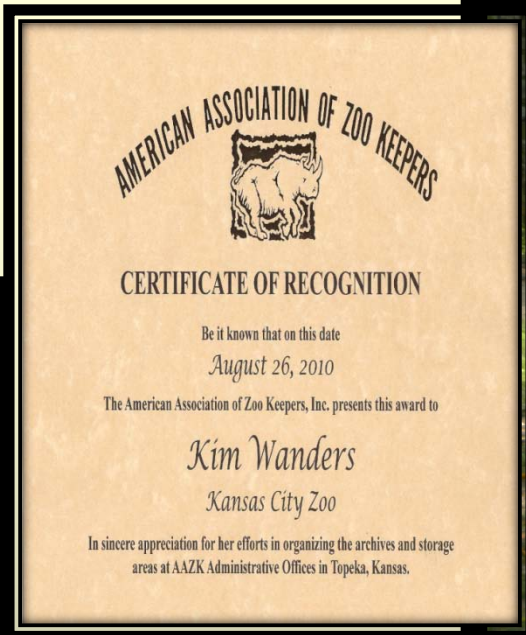 AMERICAN ASSOCIATION OF ZOO KEEPERS
CERTIFICATE OF RECOGNITION
Be it known that on this date
August 26, 2010
The American Association of Zoo Keepers, Inc. presents this award to
Kim Wanders
Kansas City Zoo
In sincere appreciation for her efforts in organizing the archives and storage
areas at AAZK Administrative Offices in Topeka, Kansas.